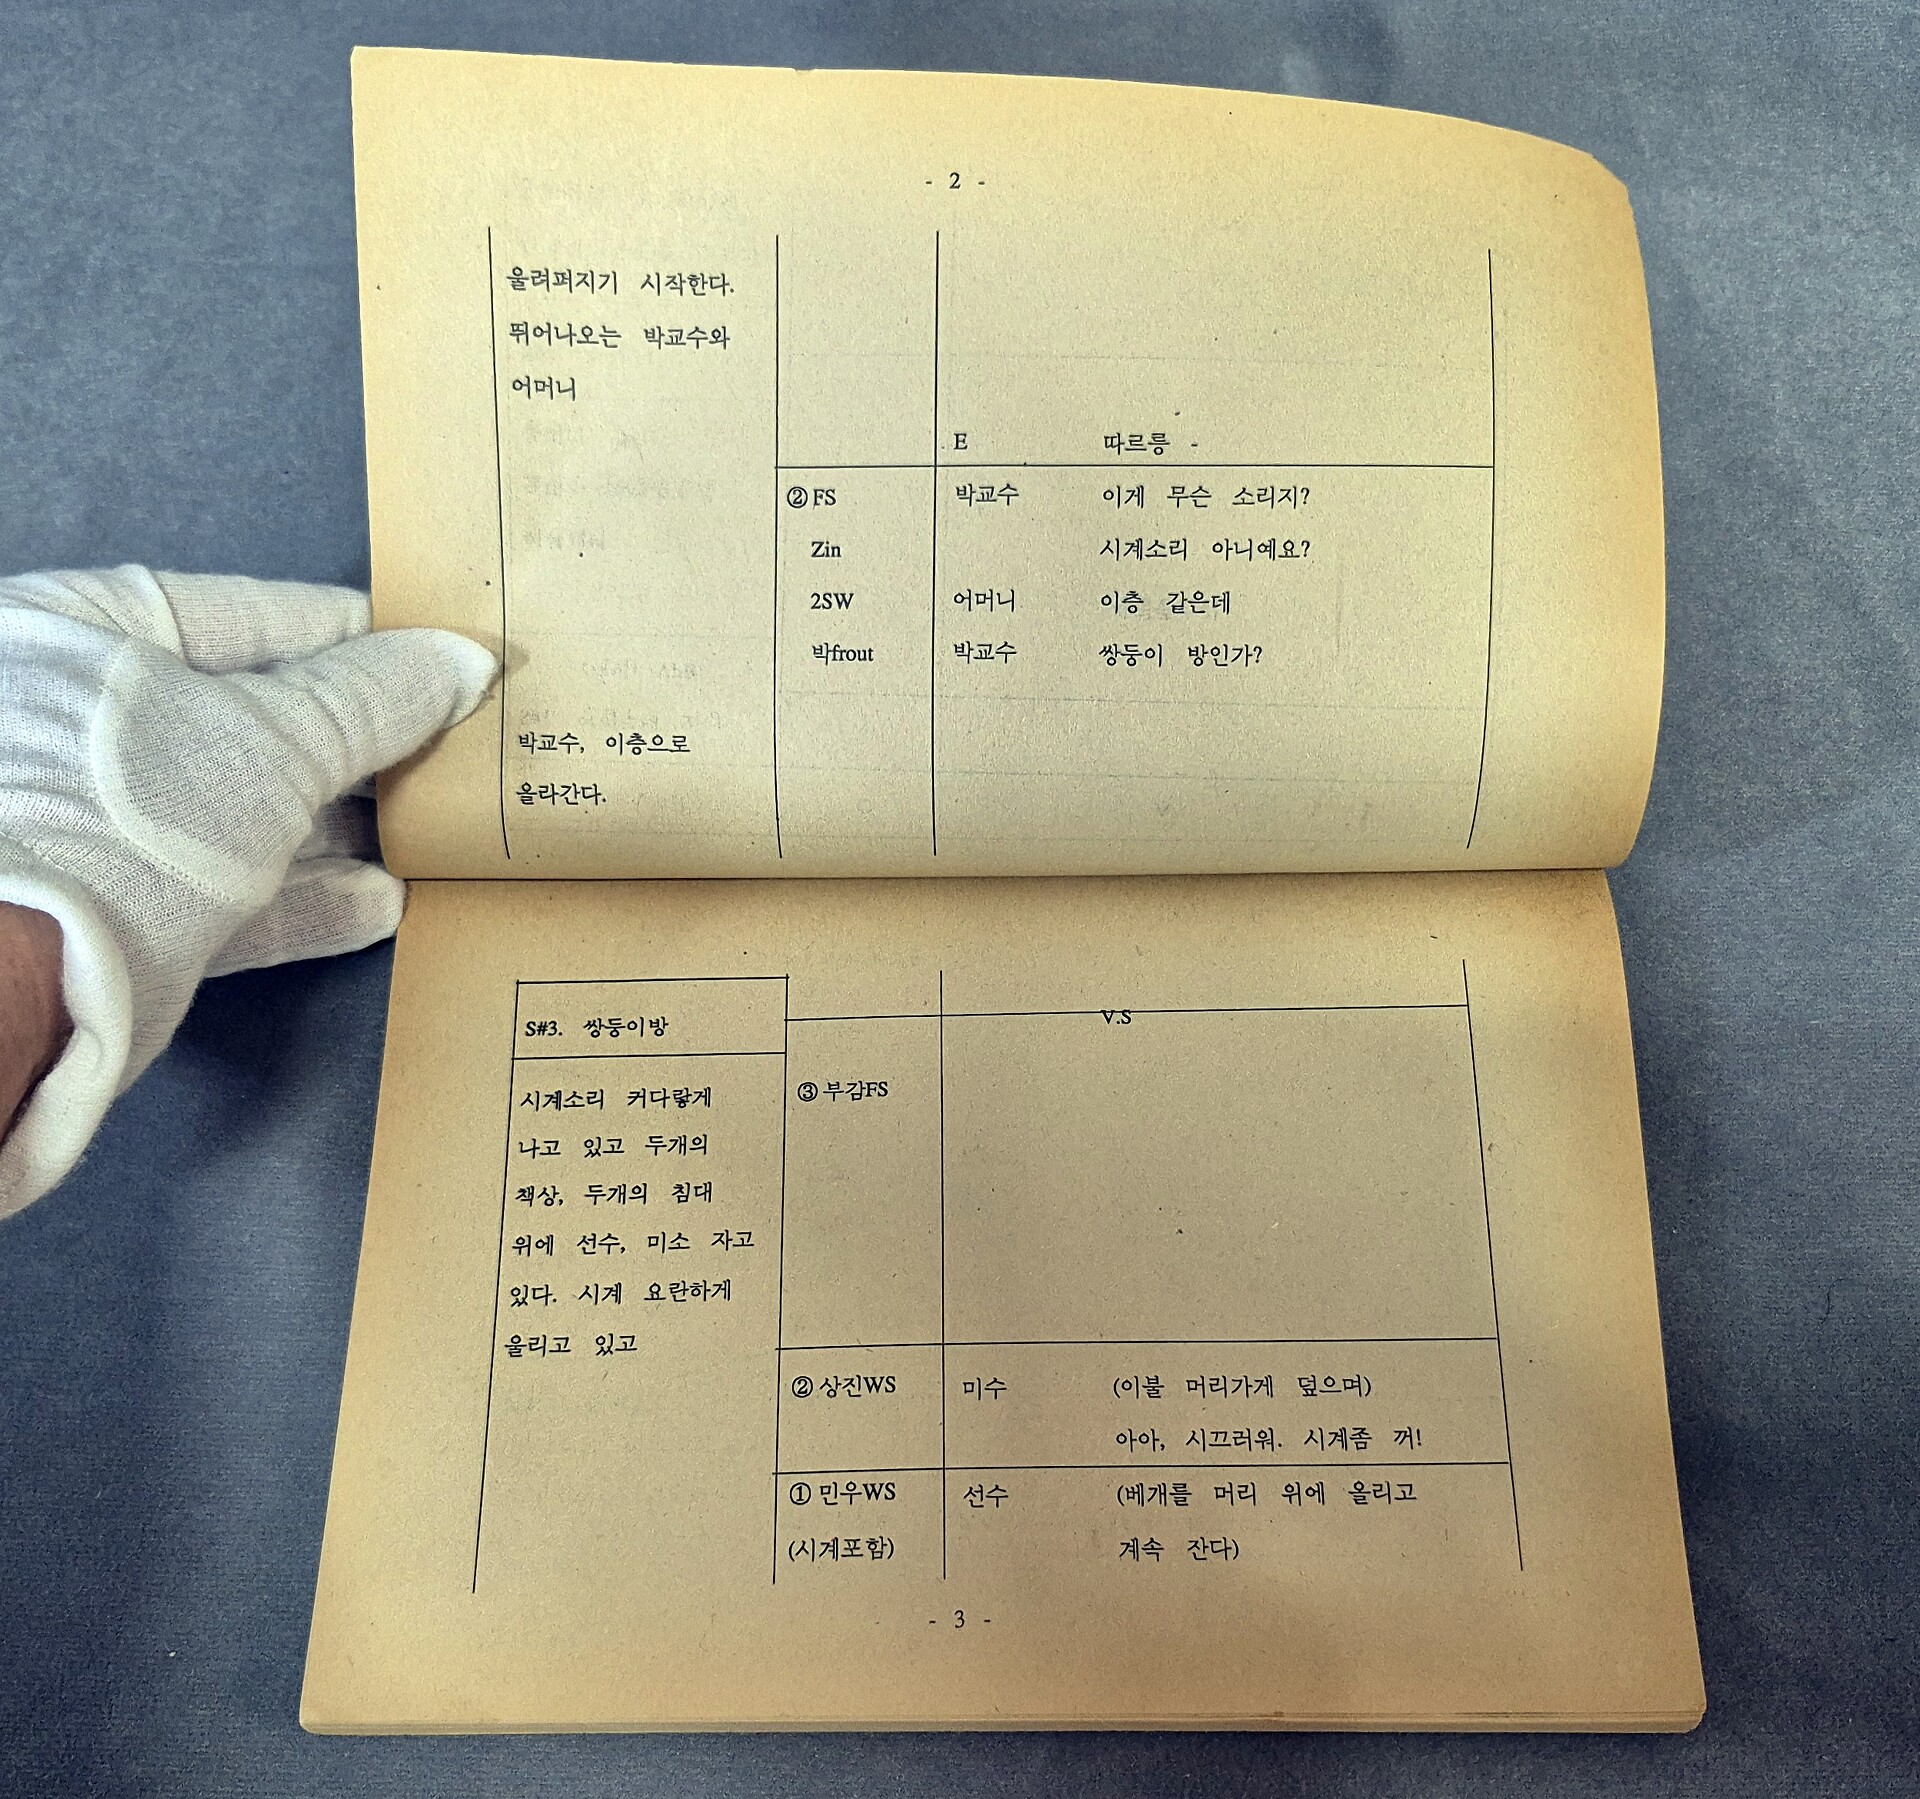 - 2 -
울려퍼지기 시작한다.
뛰어나오는 박교수와
어머니
E 따르릉 -
② FS 박교수 이게 무슨 소리지?
Zin 시계소리 아니예요?
2SW 어머니 이층 같은데
박frout 박교수 쌍둥이 방인가?
박교수, 이층으로
올라간다.
V.S
S#3. 쌍둥이방
시계소리 커다랗게 ③ 부감FS
나고 있고 두개의
책상, 두개의 침대
위에 선수, 미소 자고
있다. 시계 요란하게
울리고 있고
② 상진WS 미수 (이불 머리가게 덮으며)
아아, 시끄러워. 시계좀 꺼!
① 민우WS 선수 (베개를 머리 위에 올리고
(시계포함) 계속 잔다)
- 3 -